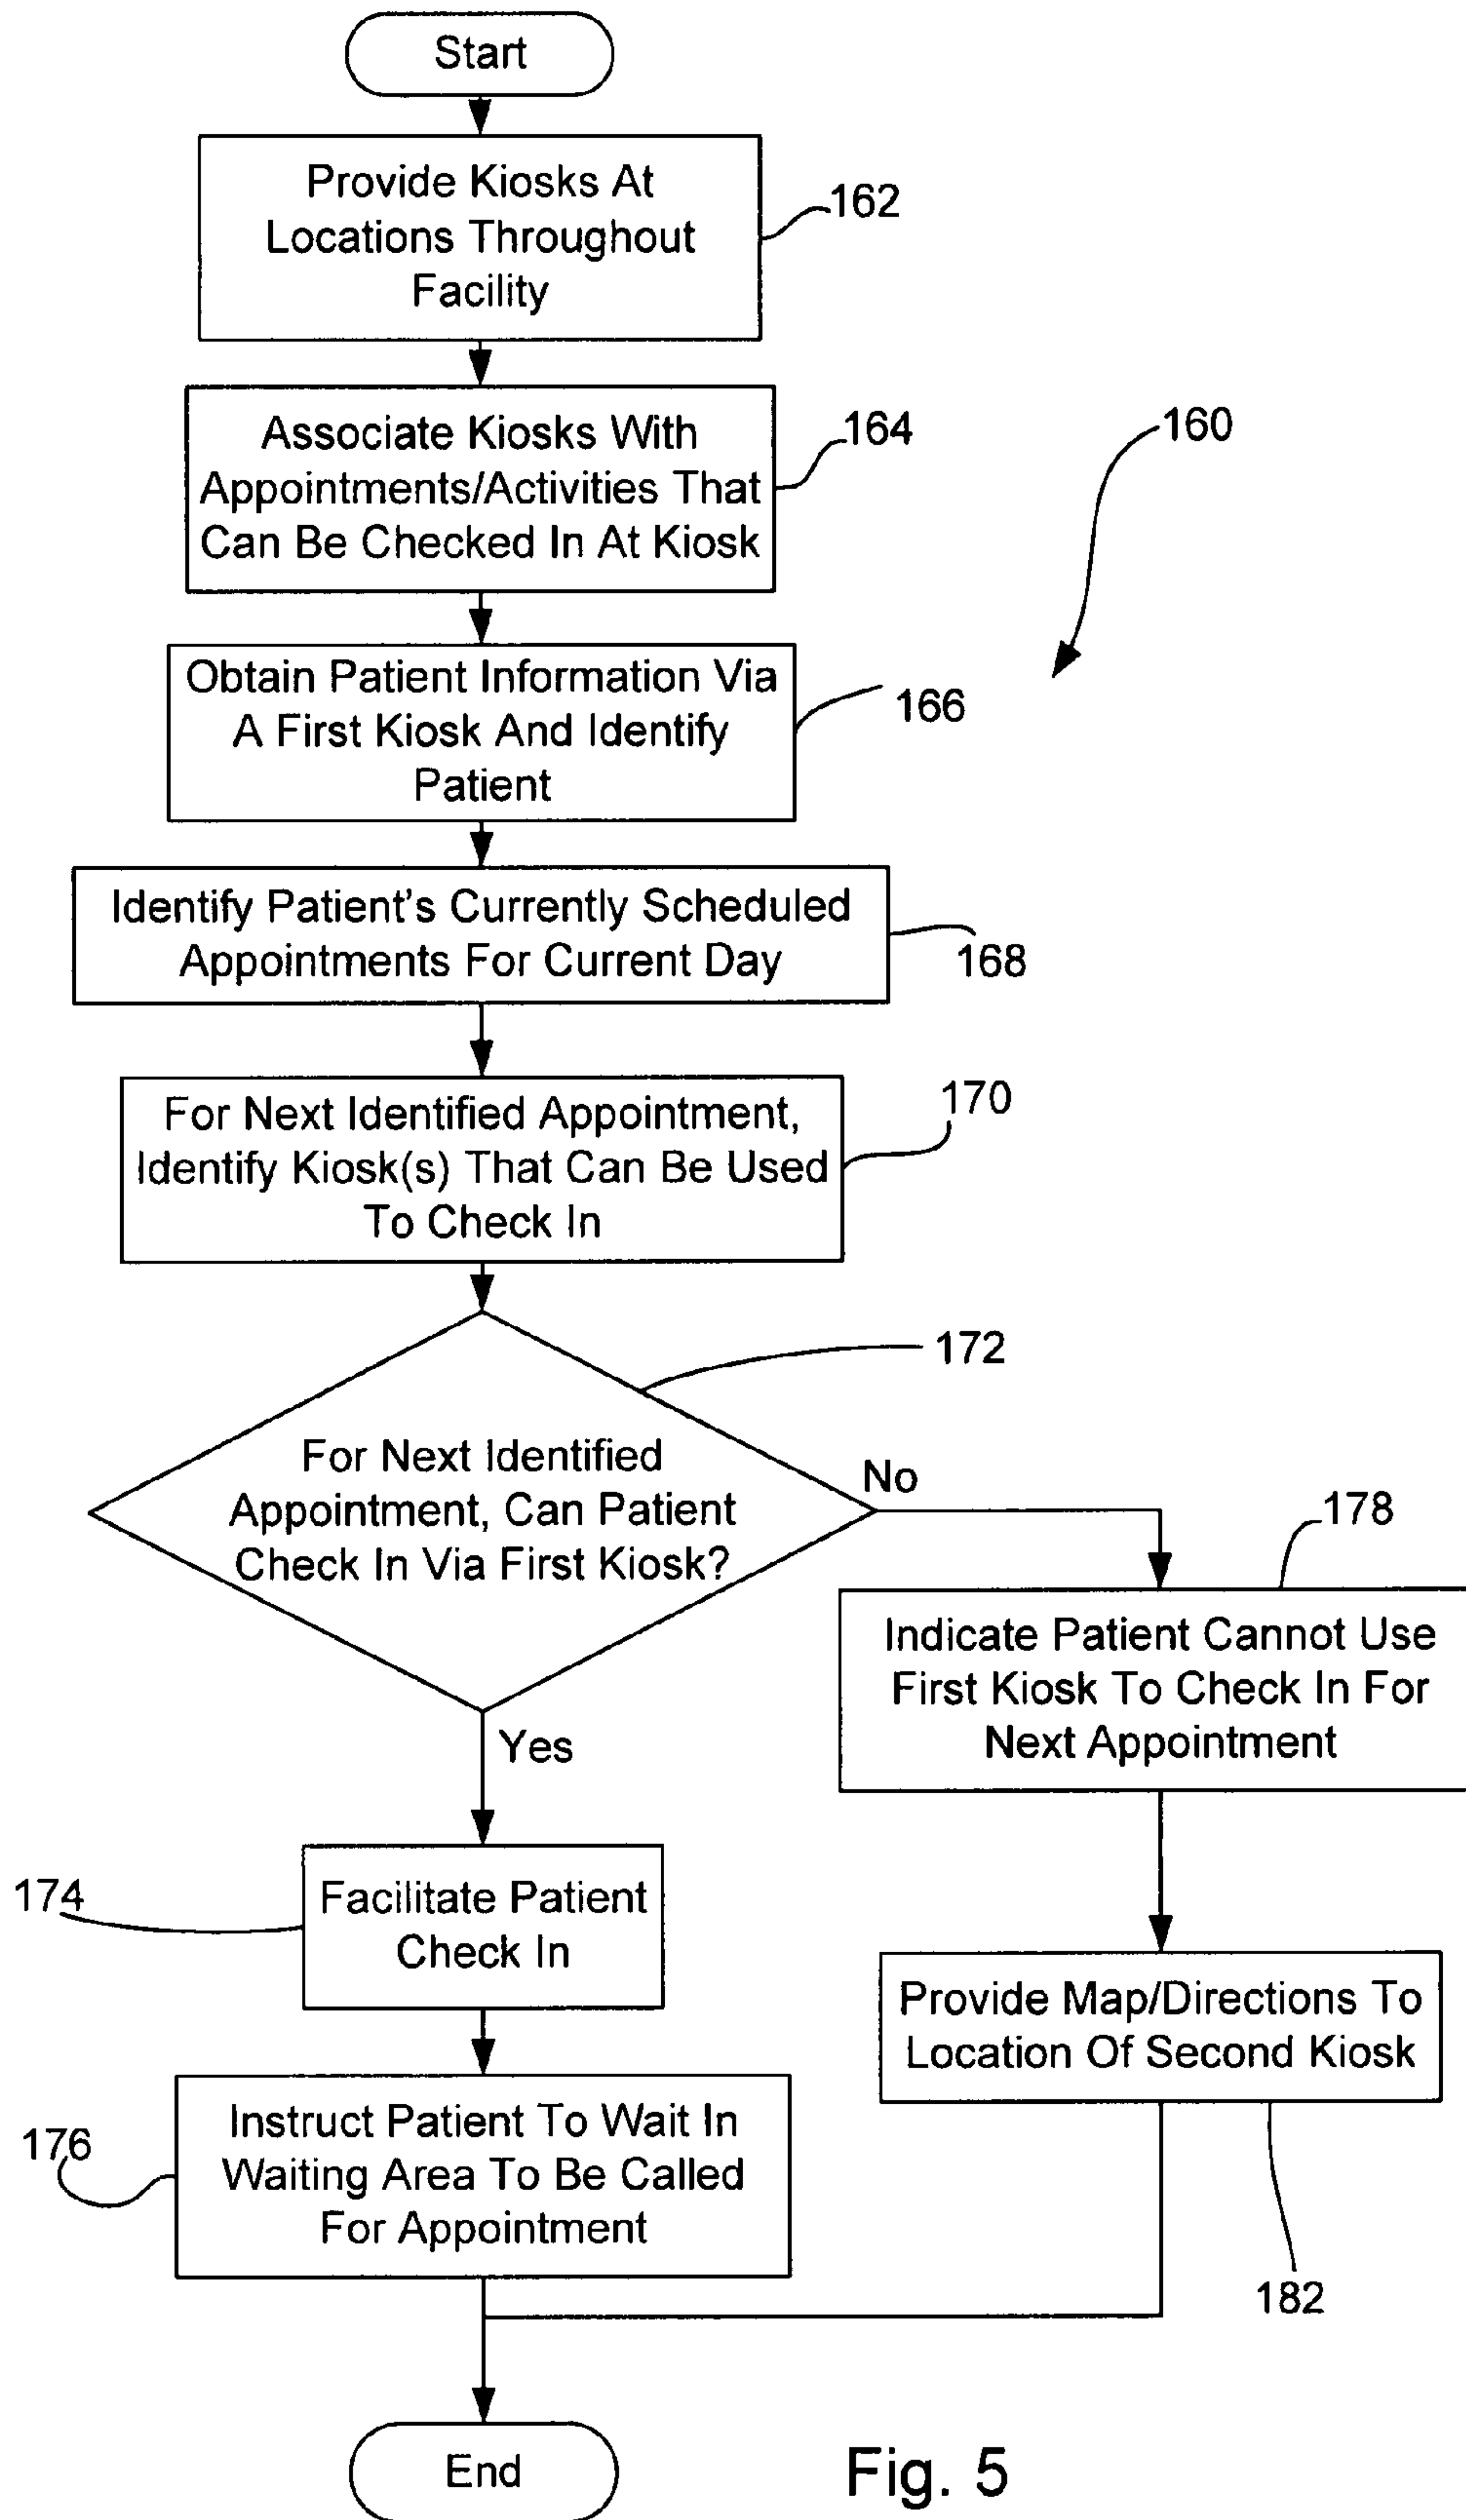 Start
Provide Kiosks At
Locations Throughout
Facility
162
Associate Kiosks With
Appointments/Activities That
Can Be Checked In At Kiosk
164
160
Obtain Patient Information Via
A First Kiosk And Identify
Patient
166
Identify Patient's Currently Scheduled
Appointments For Current Day
168
For Next Identified Appointment,
Identify Kiosk(s) That Can Be Used
To Check In
170
172
For Next Identified
Appointment, Can Patient
Check In Via First Kiosk?
No
178
Indicate Patient Cannot Use
First Kiosk To Check In For
Next Appointment
Yes
174
Facilitate Patient
Check In
Provide Map/Directions To
Location Of Second Kiosk
176
Instruct Patient To Wait In
Waiting Area To Be Called
For Appointment
182
End
Fig. 5